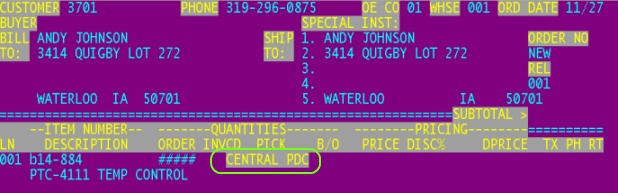 CUSTOMER 3701 PHONE 319-296-0875 OE CO 01 WHSE 001 ORD DATE 11/27
BUYER SPECIAL INST:
BILL ANDY JOHNSON SHIP 1. ANDY JOHNSON ORDER NO
TO: 3414 QUIGBY LOT 272 TO: 2. 3414 QUIGBY LOT 272 NEW
3. REL
4. 001
WATERLOO IA 50701 5. WATERLOO IA 50701
==========================================================SUBTOTAL >
--ITEM NUMBER-- -------QUANTITIES------- --------PRICING--------==========
LN DESCRIPTION ORDER INVCD PICK B/O PRICE DISC% DPRICE TX PH RT
001 b14-884 ##### CENTRAL PDC
PTC-4111 TEMP CONTROL